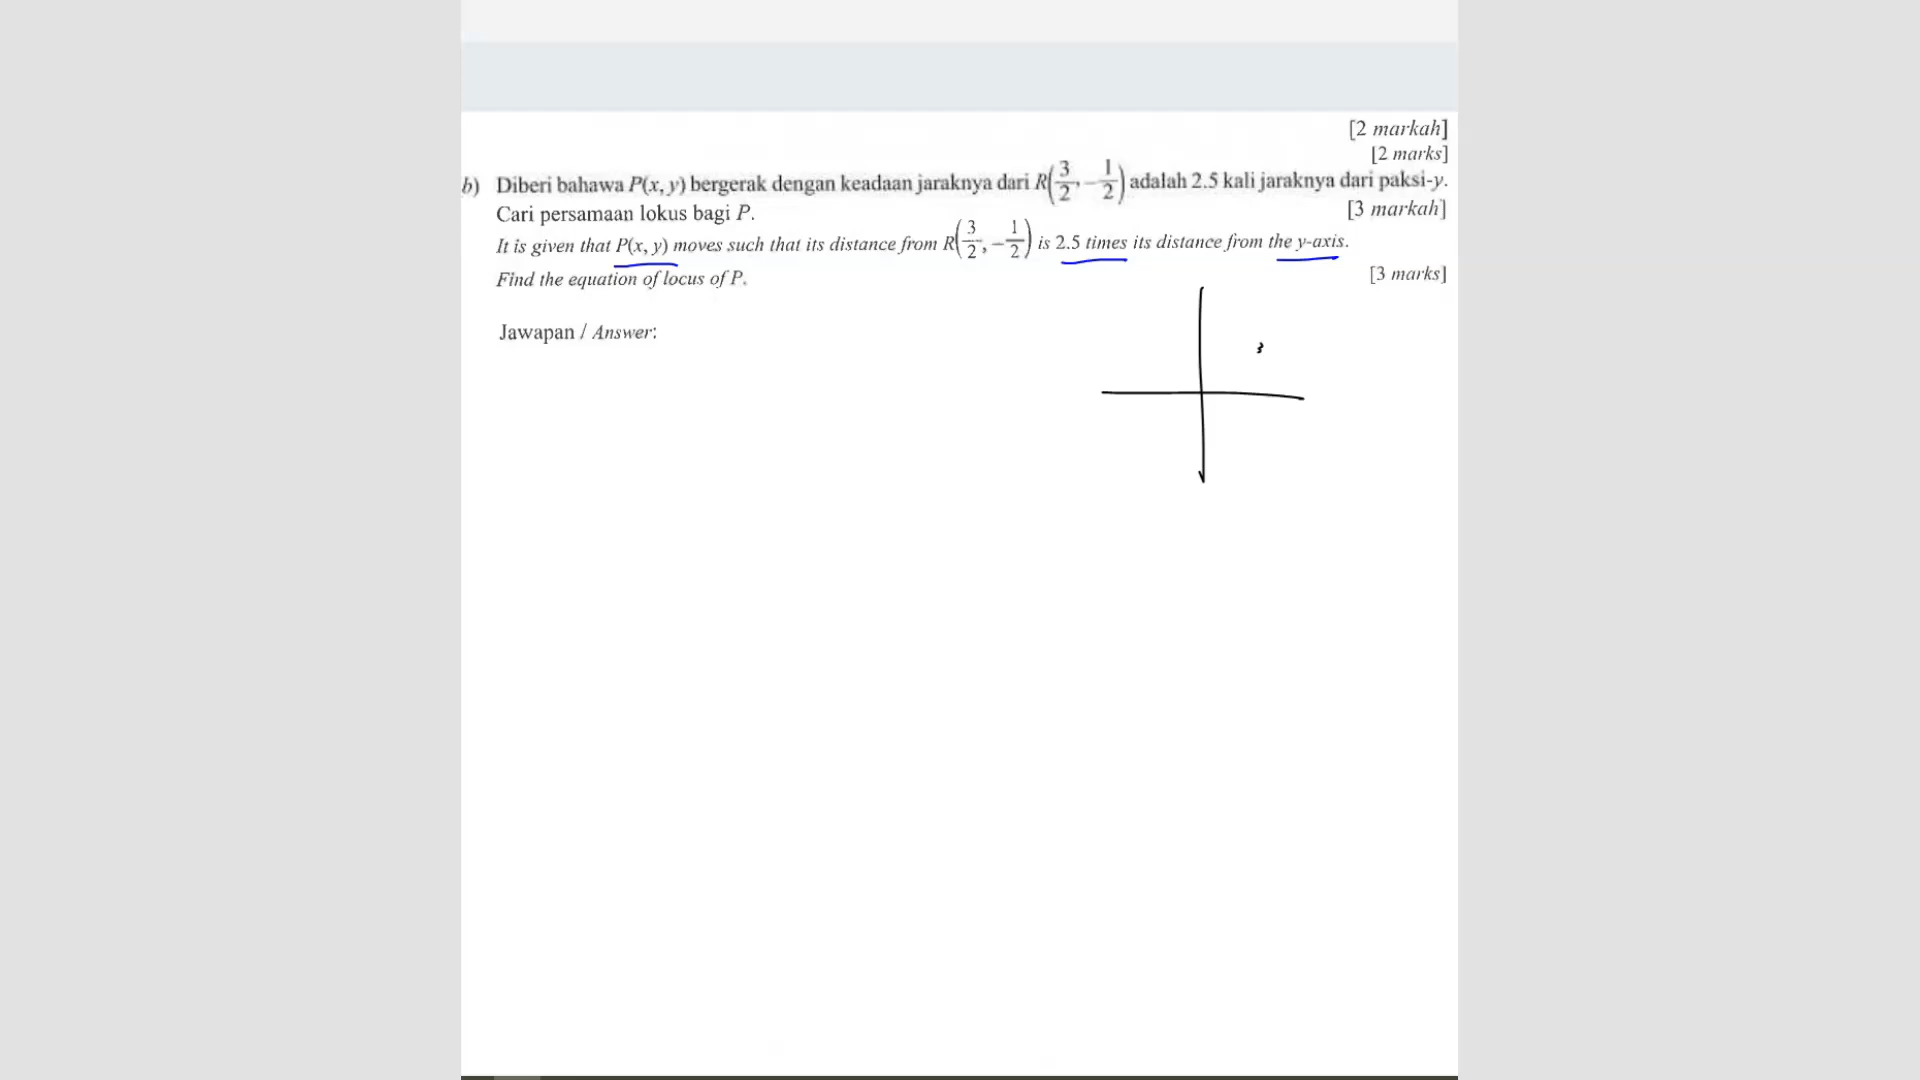 [2 markah]
[2 marks]
b) Diberi bahawa P(x, y) bergerak dengan keadaan jaraknya dari R(3/2, −1/2) adalah 2.5 kali jaraknya dari paksi-y.
Cari persamaan lokus bagi P. [3 markah]
It is given that P(x, y) moves such that its distance from R(3/2, −1/2) is 2.5 times its distance from the y-axis.
Find the equation of locus of P. [3 marks]
Jawapan / Answer: